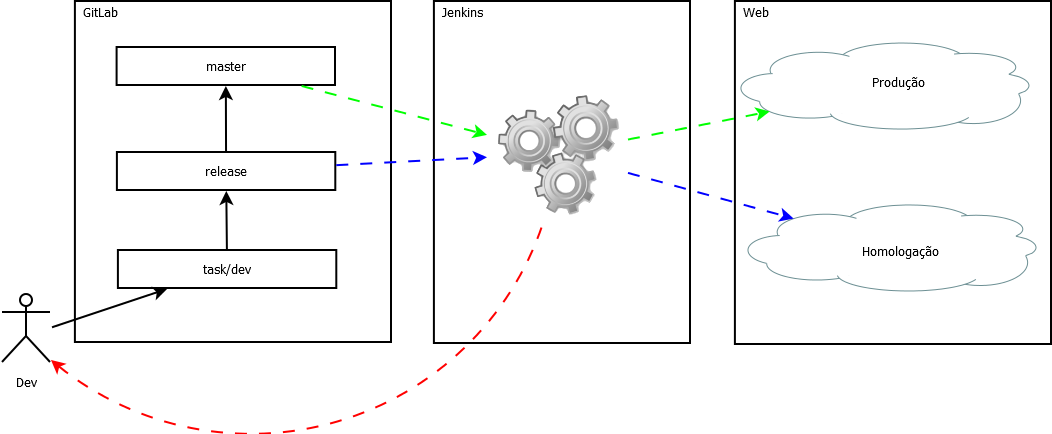 GitLab
Jenkins
Web
master
Produção
release
Homologação
task/dev
Dev